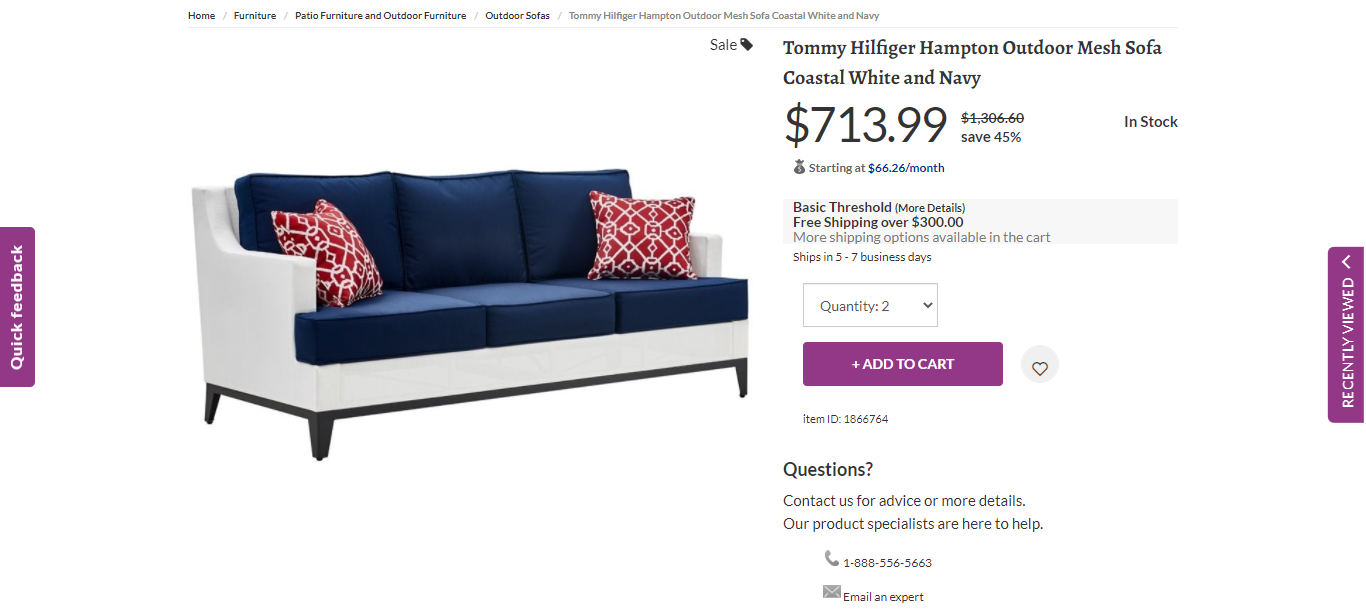 Home / Furniture / Patio Furniture and Outdoor Furniture / Outdoor Sofas / Tommy Hilfiger Hampton Outdoor Mesh Sofa Coastal White and Navy
Sale
Tommy Hilfiger Hampton Outdoor Mesh Sofa
Coastal White and Navy
$713.99
$1,306.60
save 45%
In Stock
Starting at $66.26/month
Basic Threshold (More Details)
Free Shipping over $300.00
More shipping options available in the cart
Ships in 5 - 7 business days
Quantity: 2
+ ADD TO CART
item ID: 1866764
Questions?
Contact us for advice or more details.
Our product specialists are here to help.
1-888-556-5663
Email an expert
Quick feedback
RECENTLY VIEWED